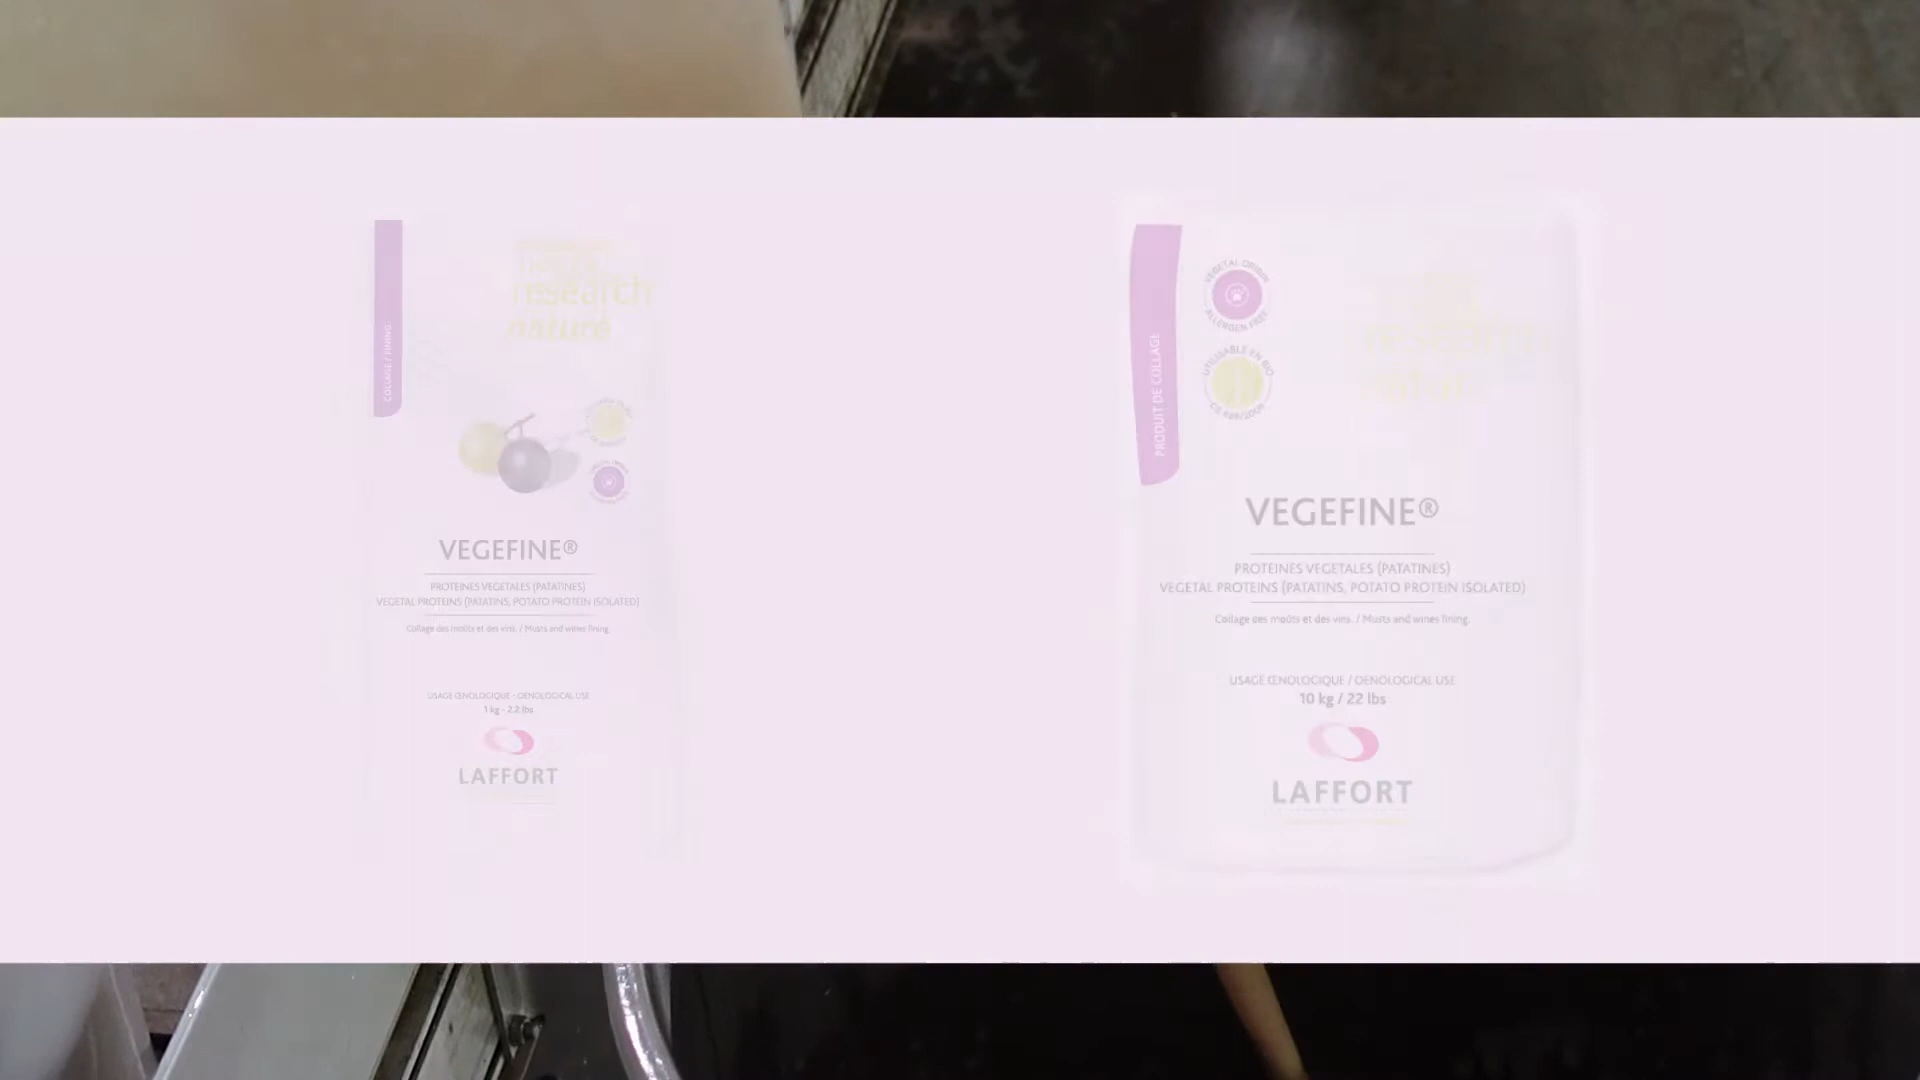 COLLAGE / FINING
research
nature
VEGEFINE®
PROTEINES VEGETALES (PATATINES)
VEGETAL PROTEINS (PATATINS, POTATO PROTEIN ISOLATED)
Collage des moûts et des vins. / Musts and wines fining.
USAGE ŒNOLOGIQUE - OENOLOGICAL USE
1 kg - 2.2 lbs
LAFFORT
PRODUIT DE COLLAGE
VEGETAL ORIGIN
ALLERGEN FREE
UTILISABLE EN BIO
research
VEGEFINE®
PROTEINES VEGETALES (PATATINES)
VEGETAL PROTEINS (PATATINS, POTATO PROTEIN ISOLATED)
Collage des moûts et des vins. / Musts and wines fining.
USAGE ŒNOLOGIQUE / OENOLOGICAL USE
10 kg / 22 lbs
LAFFORT